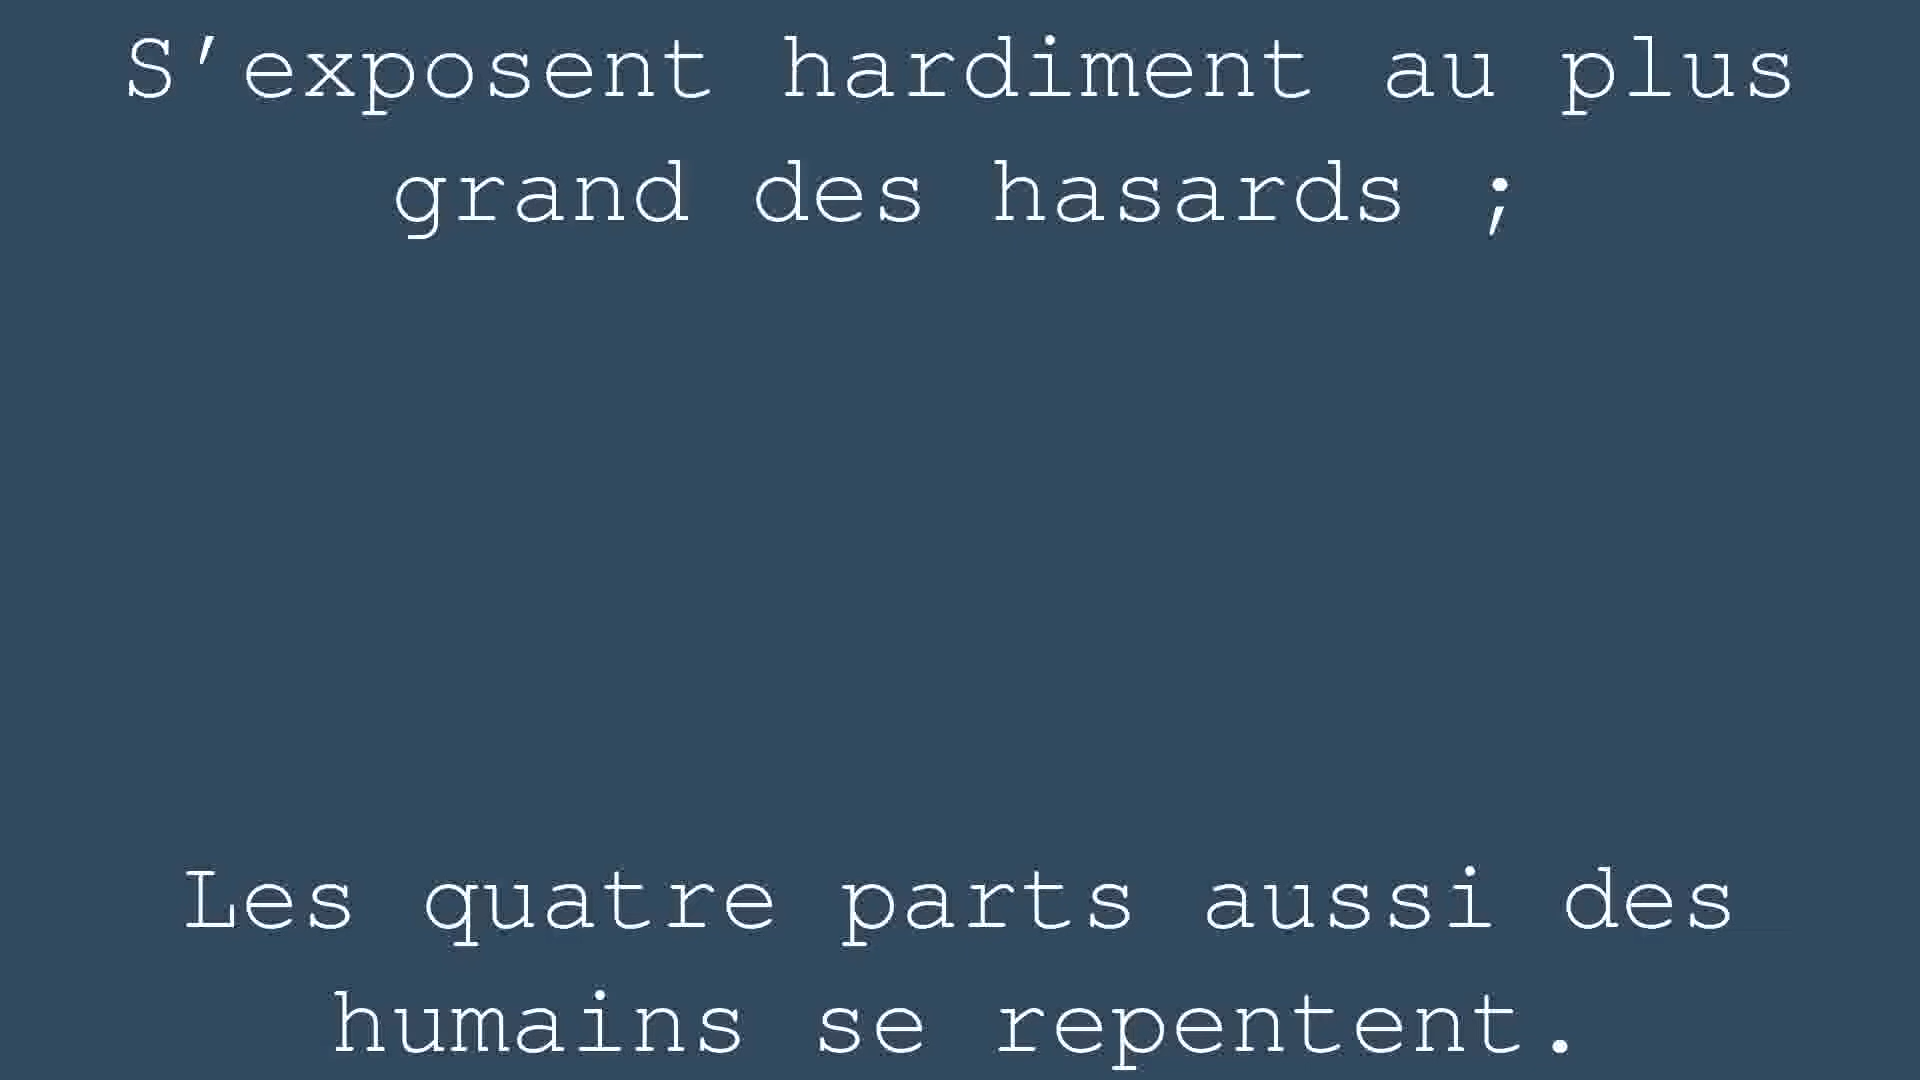 S’exposent hardiment au plus
grand des hasards ;
Les quatre parts aussi des
humains se repentent.